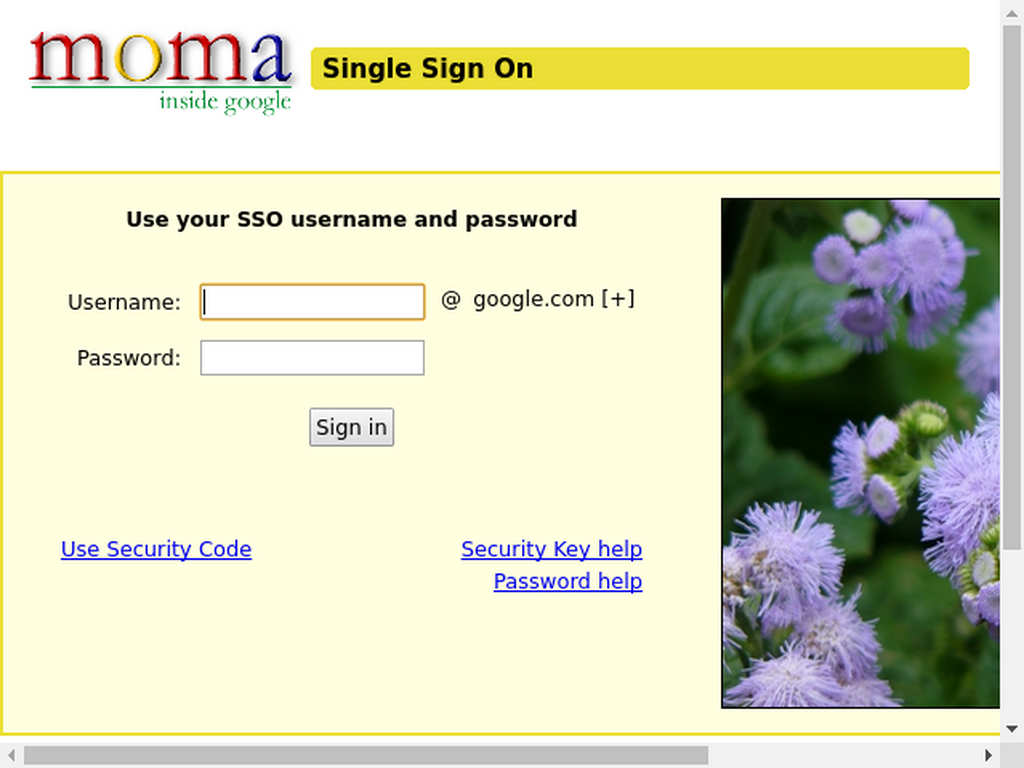 moma
inside google
Single Sign On
Use your SSO username and password
Username: @ google.com [+]
Password:
Sign in
Use Security Code Security Key help
Password help